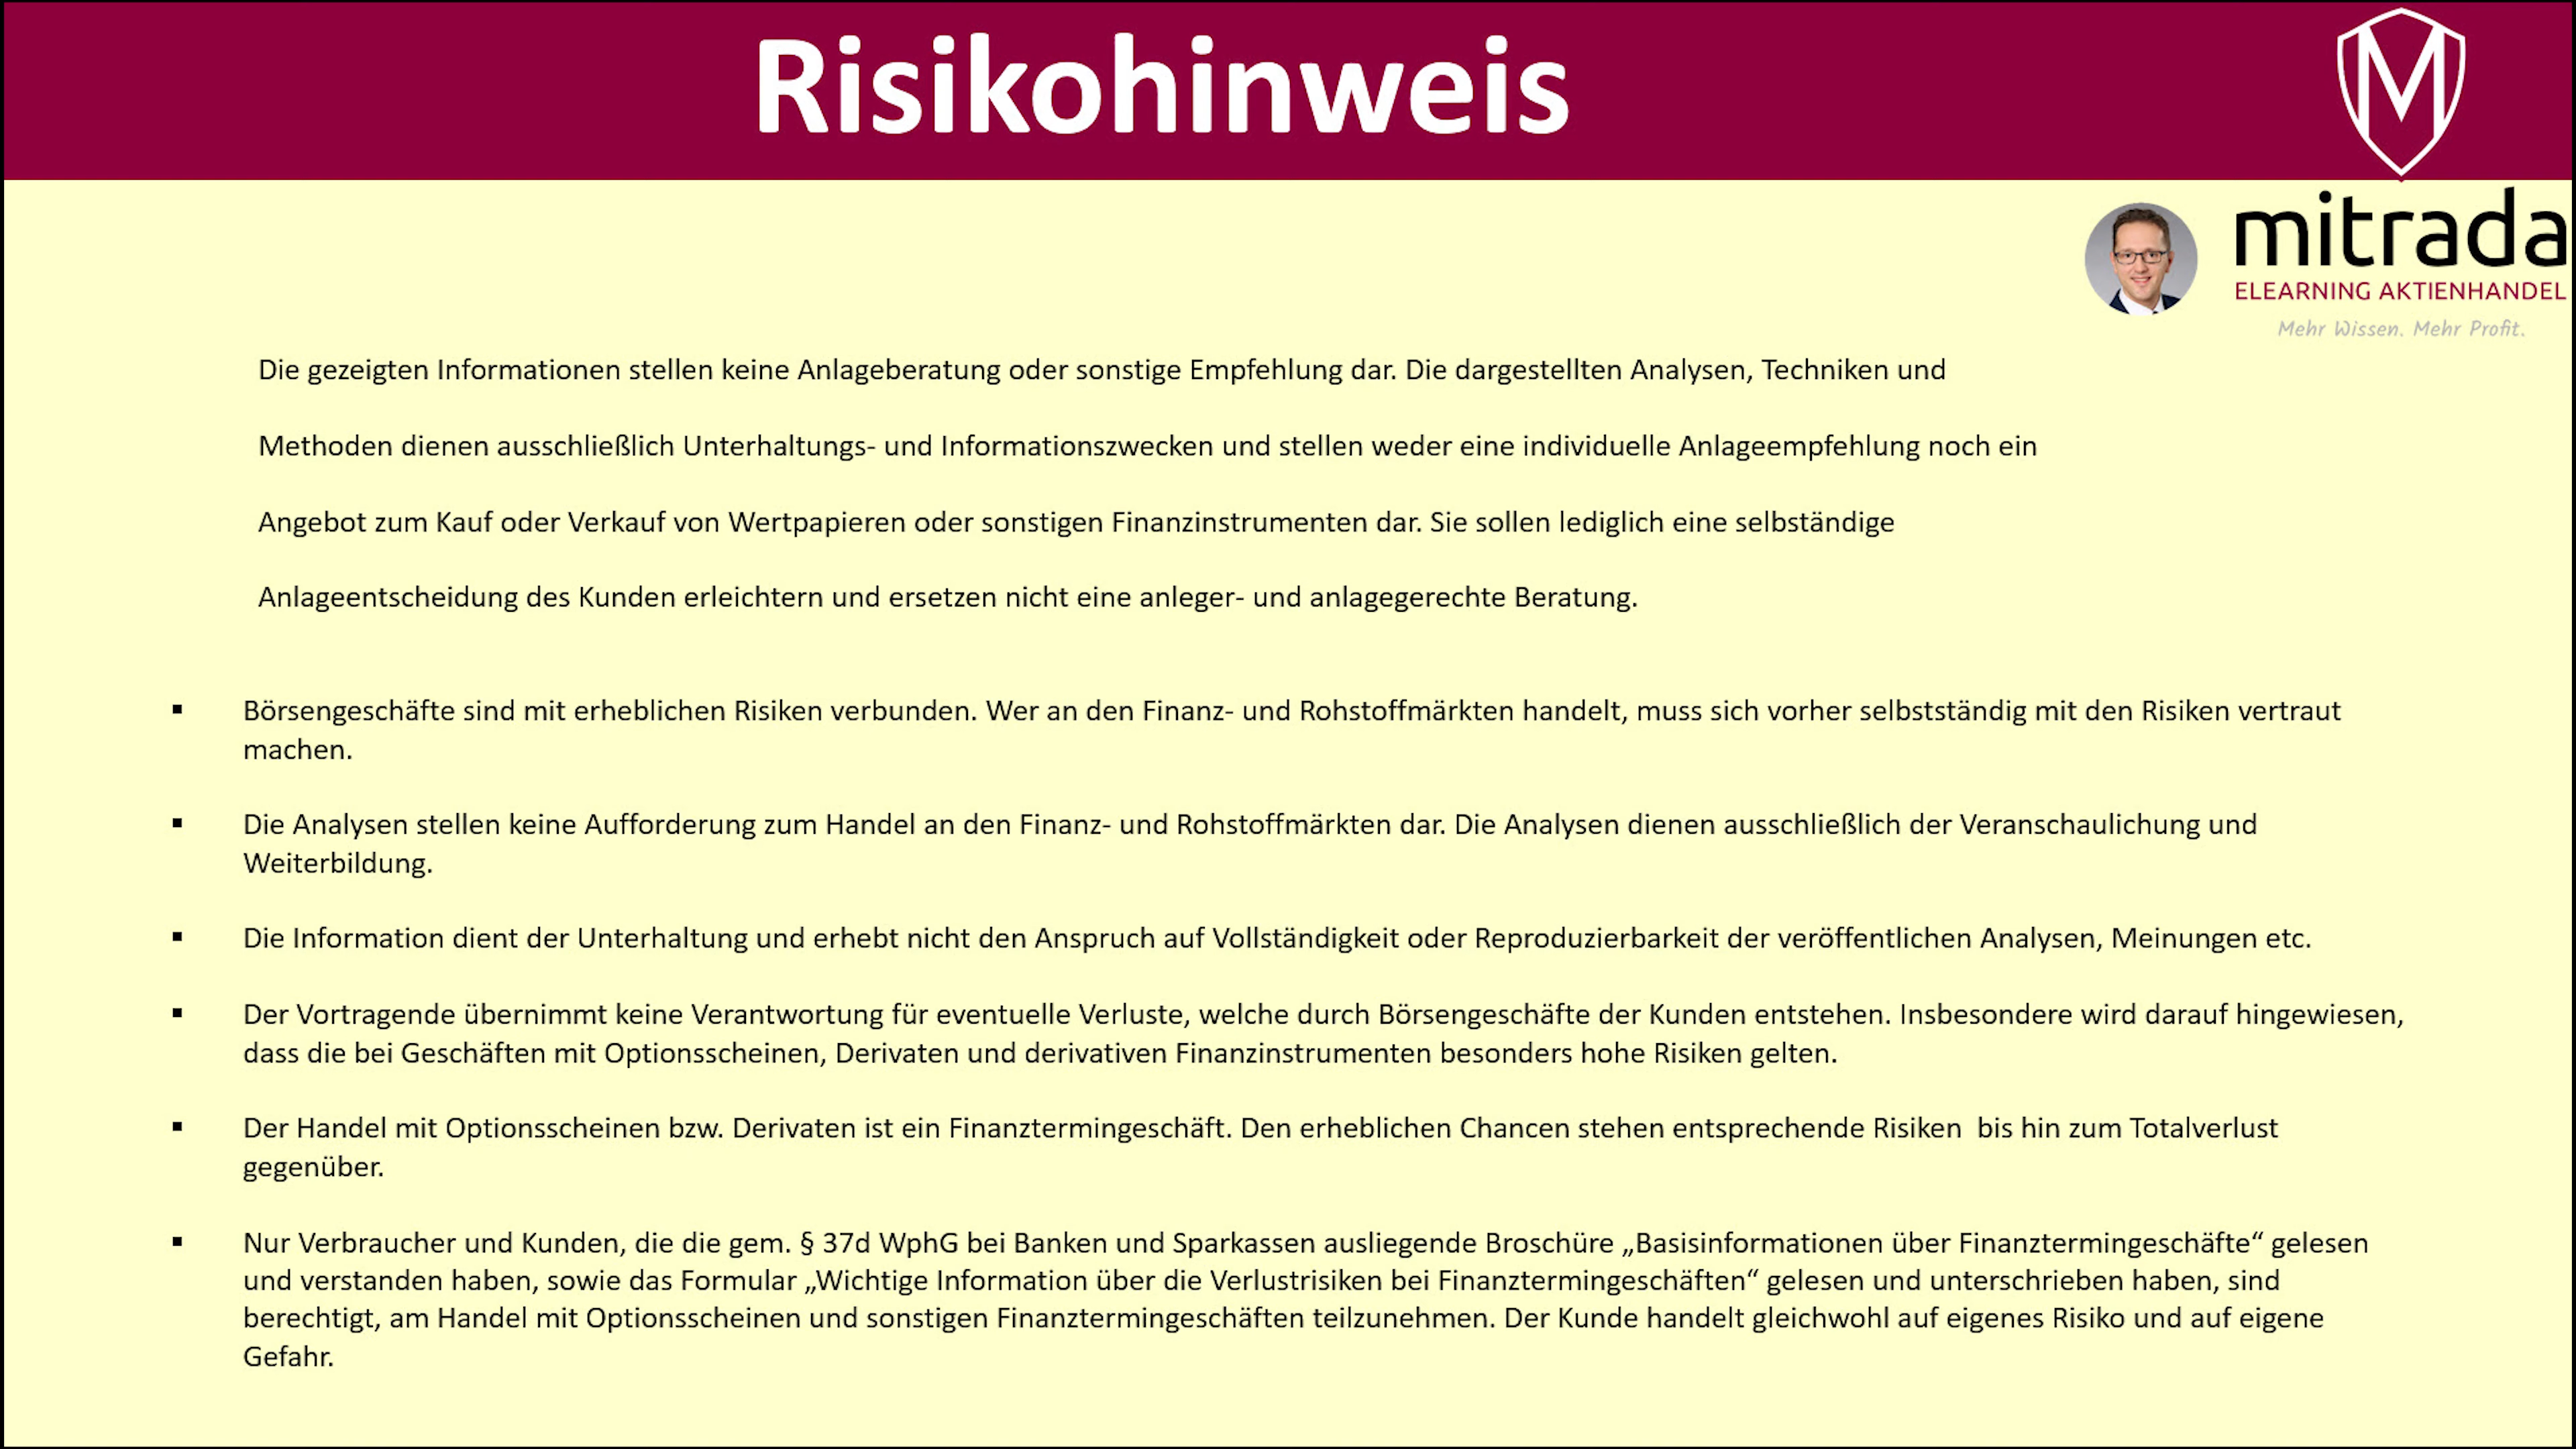 Risikohinweis
M
mitrada
ELEARNING AKTIENHANDEL
Mehr Wissen. Mehr Profit.
Die gezeigten Informationen stellen keine Anlageberatung oder sonstige Empfehlung dar. Die dargestellten Analysen, Techniken und
Methoden dienen ausschließlich Unterhaltungs- und Informationszwecken und stellen weder eine individuelle Anlageempfehlung noch ein
Angebot zum Kauf oder Verkauf von Wertpapieren oder sonstigen Finanzinstrumenten dar. Sie sollen lediglich eine selbständige
Anlageentscheidung des Kunden erleichtern und ersetzen nicht eine anleger- und anlagegerechte Beratung.
▪ Börsengeschäfte sind mit erheblichen Risiken verbunden. Wer an den Finanz- und Rohstoffmärkten handelt, muss sich vorher selbstständig mit den Risiken vertraut
machen.
▪ Die Analysen stellen keine Aufforderung zum Handel an den Finanz- und Rohstoffmärkten dar. Die Analysen dienen ausschließlich der Veranschaulichung und
Weiterbildung.
▪ Die Information dient der Unterhaltung und erhebt nicht den Anspruch auf Vollständigkeit oder Reproduzierbarkeit der veröffentlichen Analysen, Meinungen etc.
▪ Der Vortragende übernimmt keine Verantwortung für eventuelle Verluste, welche durch Börsengeschäfte der Kunden entstehen. Insbesondere wird darauf hingewiesen,
dass die bei Geschäften mit Optionsscheinen, Derivaten und derivativen Finanzinstrumenten besonders hohe Risiken gelten.
▪ Der Handel mit Optionsscheinen bzw. Derivaten ist ein Finanztermingeschäft. Den erheblichen Chancen stehen entsprechende Risiken  bis hin zum Totalverlust
gegenüber.
▪ Nur Verbraucher und Kunden, die die gem. § 37d WphG bei Banken und Sparkassen ausliegende Broschüre „Basisinformationen über Finanztermingeschäfte“ gelesen
und verstanden haben, sowie das Formular „Wichtige Information über die Verlustrisiken bei Finanztermingeschäften“ gelesen und unterschrieben haben, sind
berechtigt, am Handel mit Optionsscheinen und sonstigen Finanztermingeschäften teilzunehmen. Der Kunde handelt gleichwohl auf eigenes Risiko und auf eigene
Gefahr.